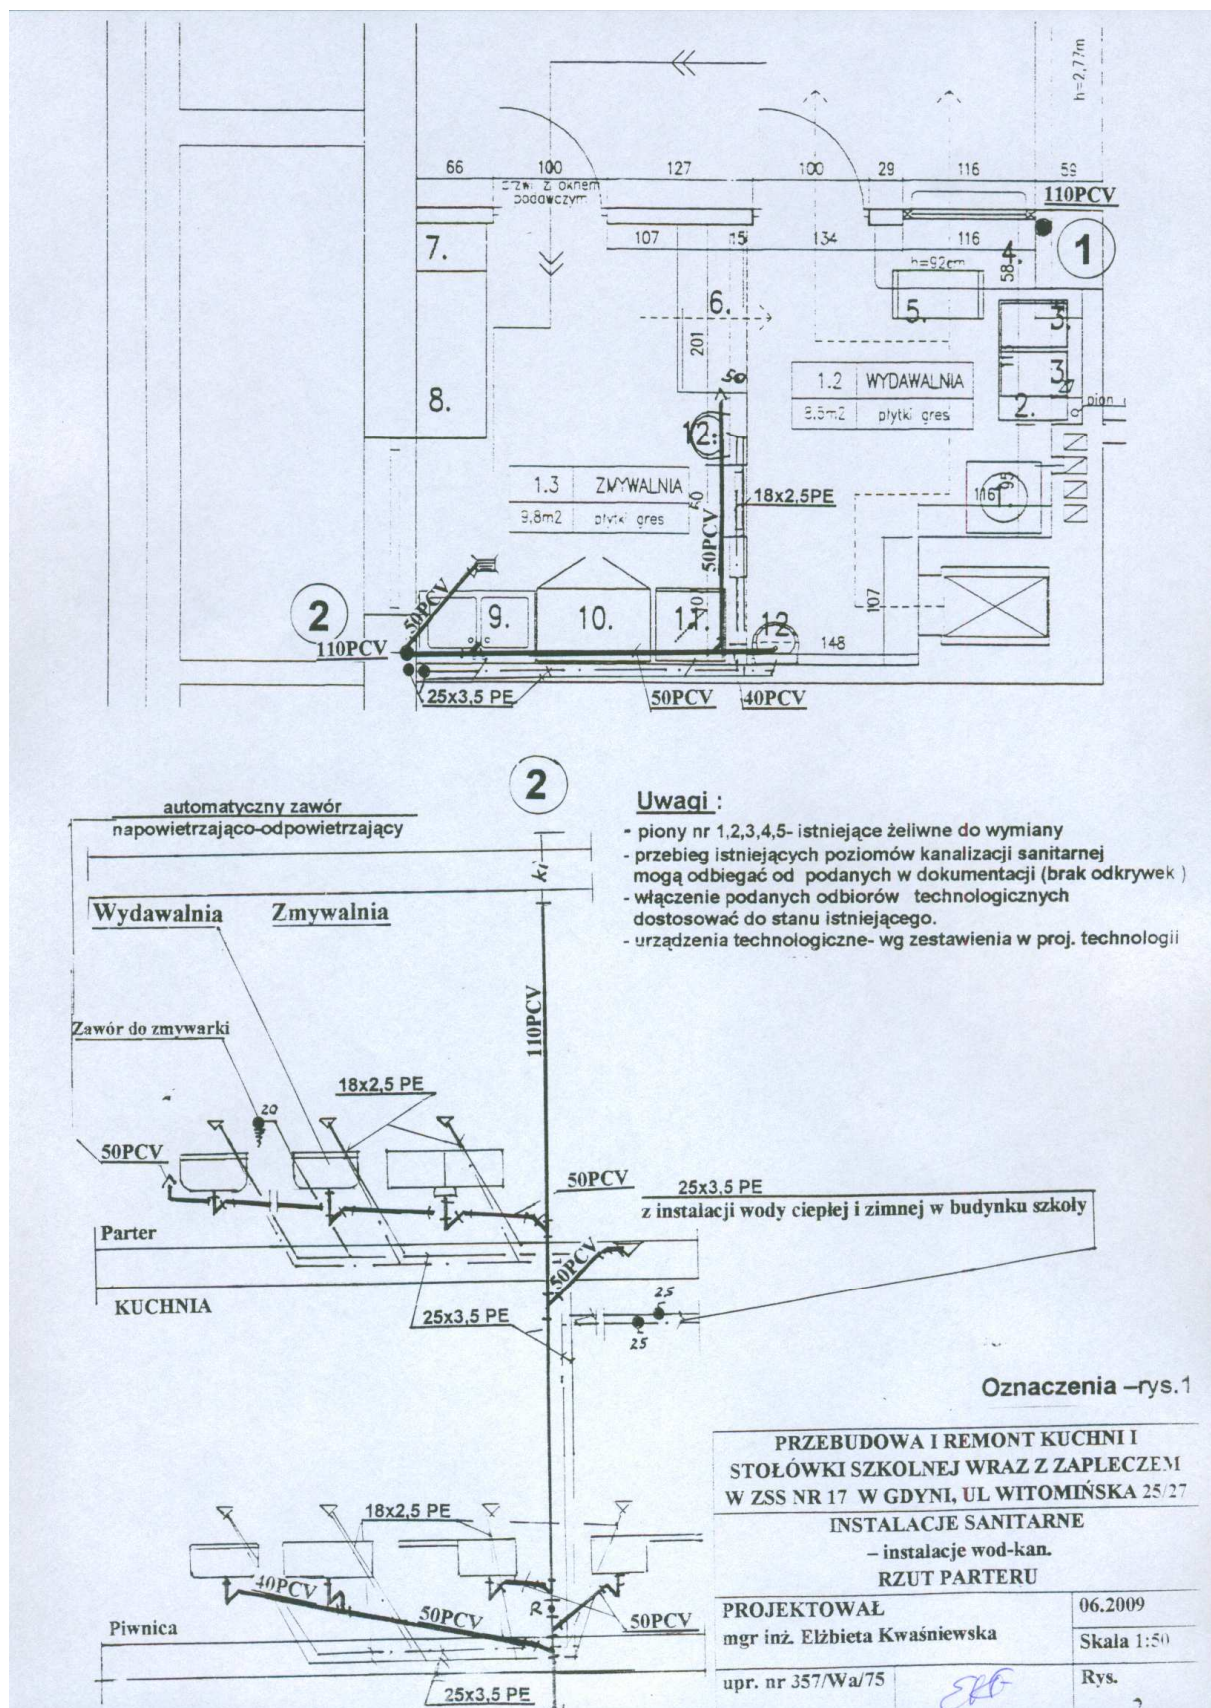 h=2,77m
66 100 127 100 29 116 59
drzwi z oknem
podawczym
110PCV
107 15 134 116
7.
4.
1
h=92cm
58
6.
5.
3.
201
50
1.2 WYDAWALNIA
8,5m2 płytki gres
3.
2.
pion
8.
12.
1.3 ZMYWALNIA
9,8m2 płytki gres
18x2,5PE
116
95
50PCV
50PCV
2
9.
10.
11.
12.
107
148
110PCV
25x3,5 PE
50PCV
40PCV
2
automatyczny zawór
napowietrzająco-odpowietrzający
Uwagi :
- piony nr 1,2,3,4,5- istniejące żeliwne do wymiany
- przebieg istniejących poziomów kanalizacji sanitarnej
mogą odbiegać od podanych w dokumentacji (brak odkrywek )
- włączenie podanych odbiorów technologicznych
dostosować do stanu istniejącego.
- urządzenia technologiczne- wg zestawienia w proj. technologii
Wydawalnia Zmywalnia
110PCV
Zawór do zmywarki
18x2,5 PE
20
50PCV
50PCV
25x3,5 PE
z instalacji wody ciepłej i zimnej w budynku szkoły
Parter
50PCV
KUCHNIA
25x3,5 PE
25
25
Oznaczenia –rys.1
PRZEBUDOWA I REMONT KUCHNI I
STOŁÓWKI SZKOLNEJ WRAZ Z ZAPLECZEM
W ZSS NR 17 W GDYNI, UL WITOMIŃSKA 25/27
INSTALACJE SANITARNE
– instalacje wod-kan.
RZUT PARTERU
18x2,5 PE
40PCV
50PCV
R
50PCV
Piwnica
25x3,5 PE
PROJEKTOWAŁ
mgr inż. Elżbieta Kwaśniewska
06.2009
Skala 1:50
upr. nr 357/Wa/75
Rys.